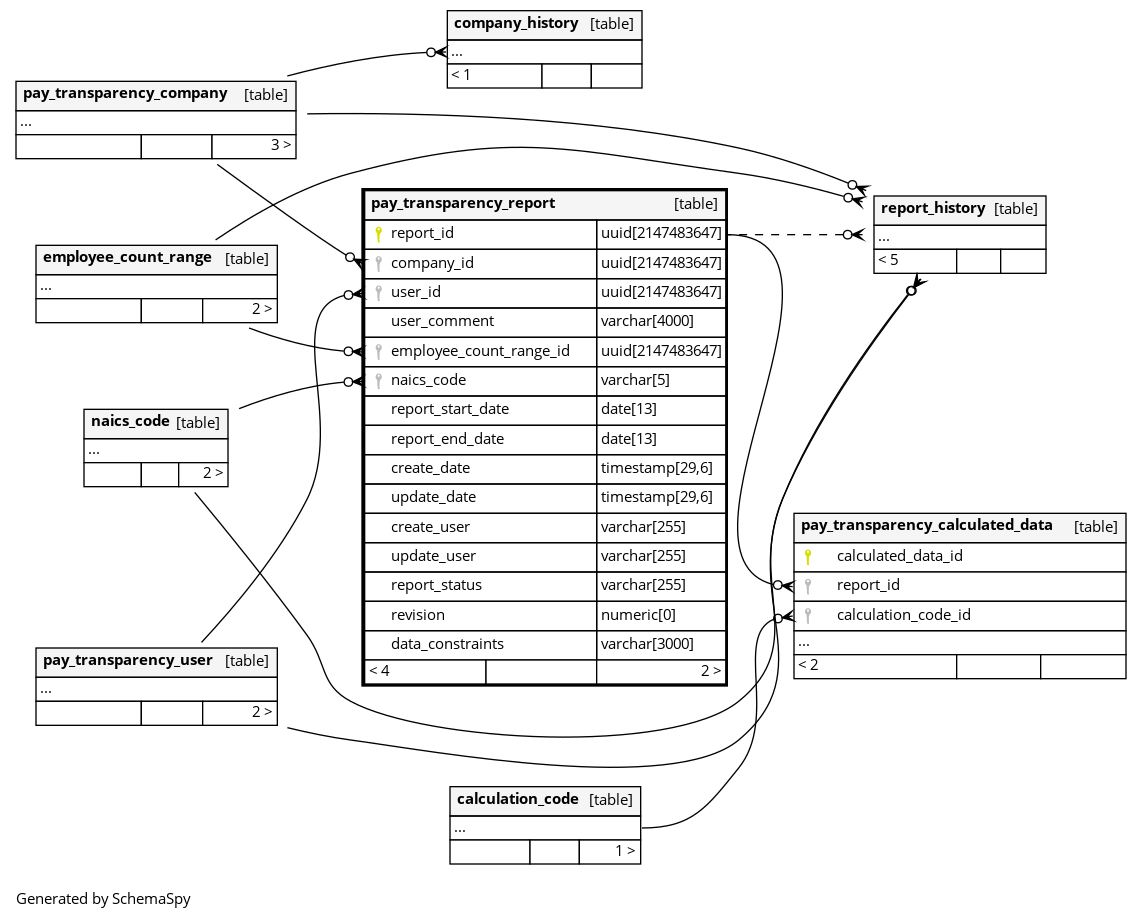 company_history [table]
...
< 1
pay_transparency_company [table]
...
3 >
pay_transparency_report [table]
report_id uuid[2147483647]
company_id uuid[2147483647]
user_id uuid[2147483647]
user_comment varchar[4000]
employee_count_range_id uuid[2147483647]
naics_code varchar[5]
report_start_date date[13]
report_end_date date[13]
create_date timestamp[29,6]
update_date timestamp[29,6]
create_user varchar[255]
update_user varchar[255]
report_status varchar[255]
revision numeric[0]
data_constraints varchar[3000]
< 4 2 >
report_history [table]
...
< 5
employee_count_range [table]
...
2 >
naics_code [table]
...
2 >
pay_transparency_calculated_data [table]
calculated_data_id
report_id
calculation_code_id
...
< 2
pay_transparency_user [table]
...
2 >
calculation_code [table]
...
1 >
Generated by SchemaSpy